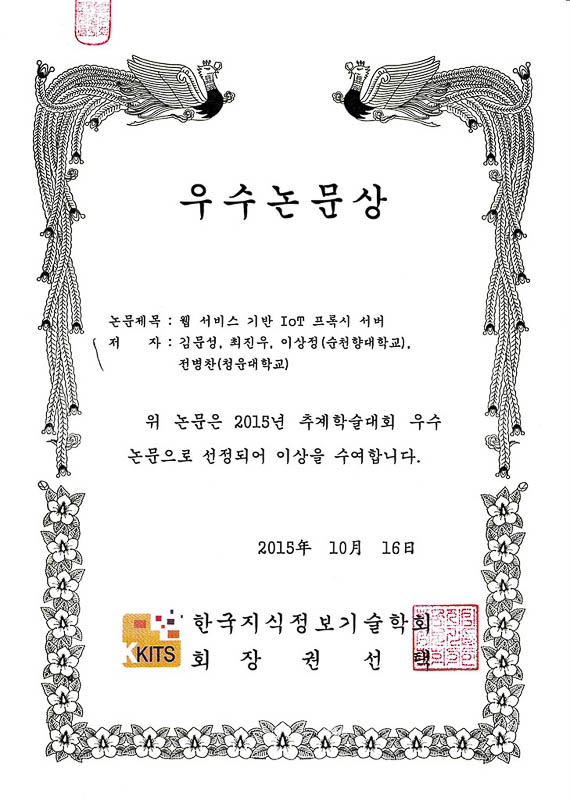 우수논문상
논문제목 : 웹 서비스 기반 IoT 프록시 서버
저 자 : 김문성, 최진우, 이상정(순천향대학교),
전병찬(청운대학교)
위 논문은 2015년 추계학술대회 우수
논문으로 선정되어 이상을 수여합니다.
2015年 10月 16日
KKITS
한국지식정보기술학회
회 장 권 선 택